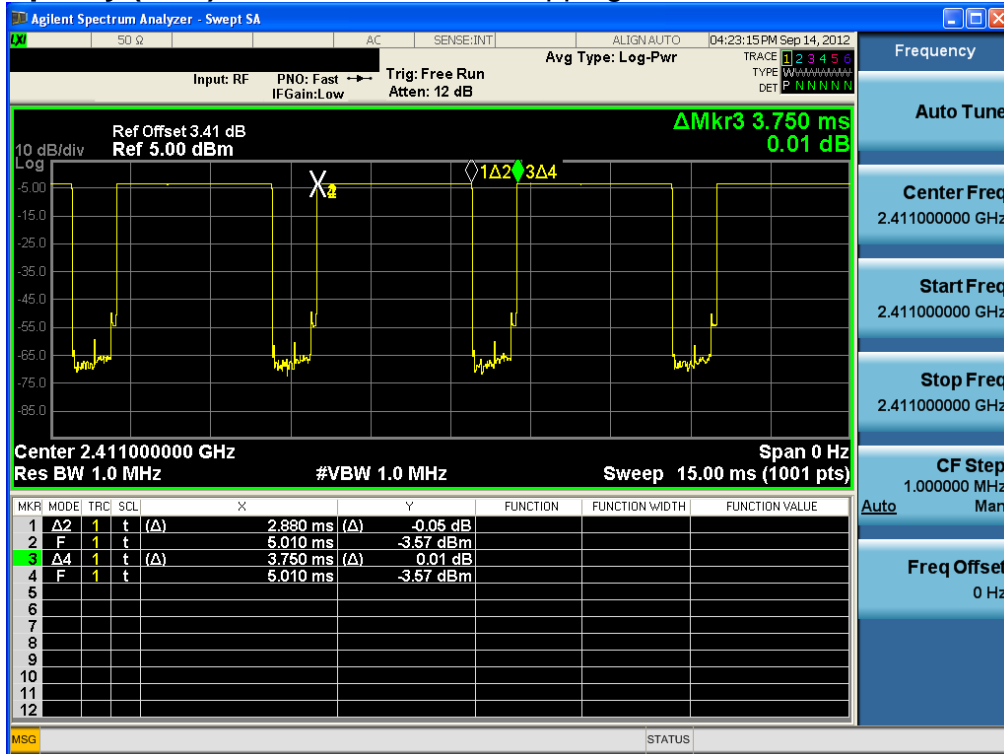 Agilent Spectrum Analyzer - Swept SA
LXI 50 Ω AC SENSE:INT ALIGN AUTO 04:23:15 PM Sep 14, 2012
Input: RF PNO: Fast Trig: Free Run Avg Type: Log-Pwr TRACE 1 2 3 4 5 6
IFGain:Low Atten: 12 dB TYPE
DET P N N N N N
ΔMkr3 3.750 ms
0.01 dB
Ref Offset 3.41 dB
10 dB/div Ref 5.00 dBm
Log
1Δ2 3Δ4
-5.00
-15.0
-25.0
-35.0
-45.0
-55.0
-65.0
-75.0
-85.0
Center 2.411000000 GHz Span 0 Hz
Res BW 1.0 MHz #VBW 1.0 MHz Sweep 15.00 ms (1001 pts)
MKR MODE TRC SCL X Y FUNCTION FUNCTION WIDTH FUNCTION VALUE
1 Δ2 1 t (Δ) 2.880 ms (Δ) -0.05 dB
2 F 1 t 5.010 ms -3.57 dBm
3 Δ4 1 t (Δ) 3.750 ms (Δ) 0.01 dB
4 F 1 t 5.010 ms -3.57 dBm
5
6
7
8
9
10
11
12
MSG STATUS
Frequency
Auto Tune
Center Freq
2.411000000 GHz
Start Freq
2.411000000 GHz
Stop Freq
2.411000000 GHz
CF Step
1.000000 MHz
Auto Man
Freq Offset
0 Hz